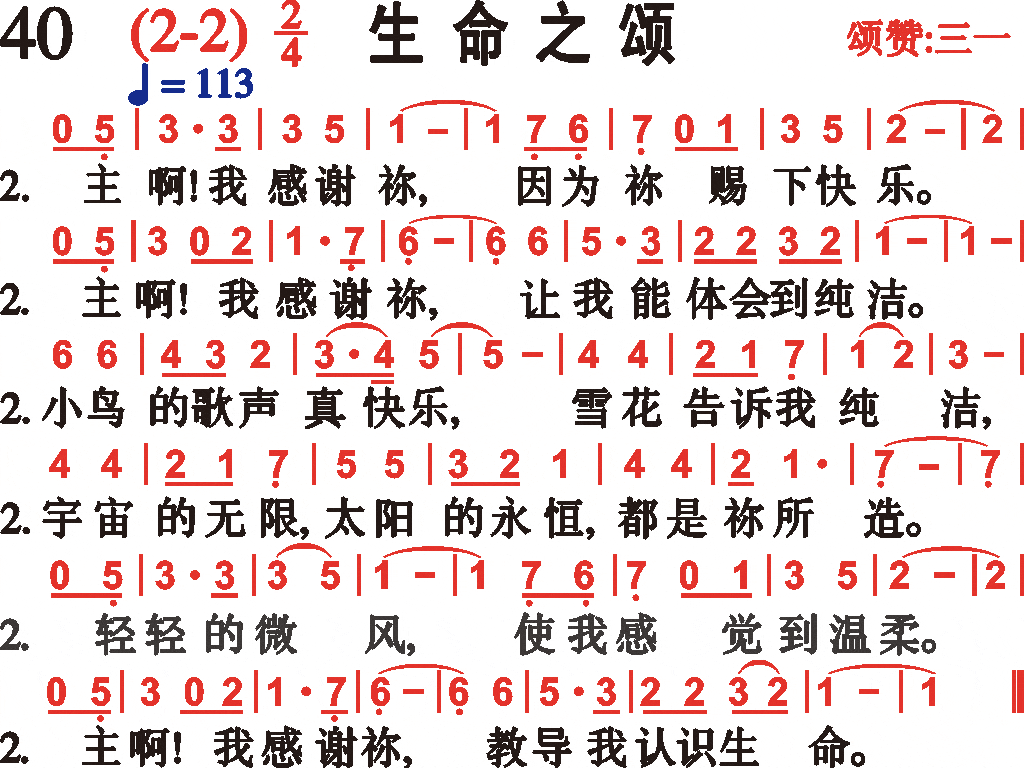 40 (2-2) 2/4 生命之颂 颂赞:三一
♩=113
0 5 | 3 · 3 | 3 5 | 1 – | 1 7 6 | 7 0 1 | 3 5 | 2 – | 2 |
2. 主 啊!我 感谢 祢, 因为 祢 赐 下快 乐。
0 5 | 3 0 2 | 1 · 7 | 6 – | 6 6 | 5 · 3 | 2 2 3 2 | 1 – | 1 – |
2. 主 啊! 我 感 谢 祢, 让 我 能 体会到纯 洁。
6 6 | 4 3 2 | 3 · 4 5 | 5 – | 4 4 | 2 1 7 | 1 2 | 3 – |
2. 小鸟 的歌声 真 快乐, 雪花 告诉我 纯 洁,
4 4 | 2 1 7 | 5 5 | 3 2 1 | 4 4 | 2 1 · | 7 – | 7 |
2. 宇宙 的无限, 太阳 的永恒, 都是祢所 造。
0 5 | 3 · 3 | 3 5 | 1 – | 1 7 6 | 7 0 1 | 3 5 | 2 – | 2 |
2. 轻轻 的微 风, 使我感 觉到温柔。
0 5 | 3 0 2 | 1 · 7 | 6 – | 6 6 | 5 · 3 | 2 2 3 2 | 1 – | 1 ‖
2. 主啊! 我感谢祢, 教导我认识生 命。